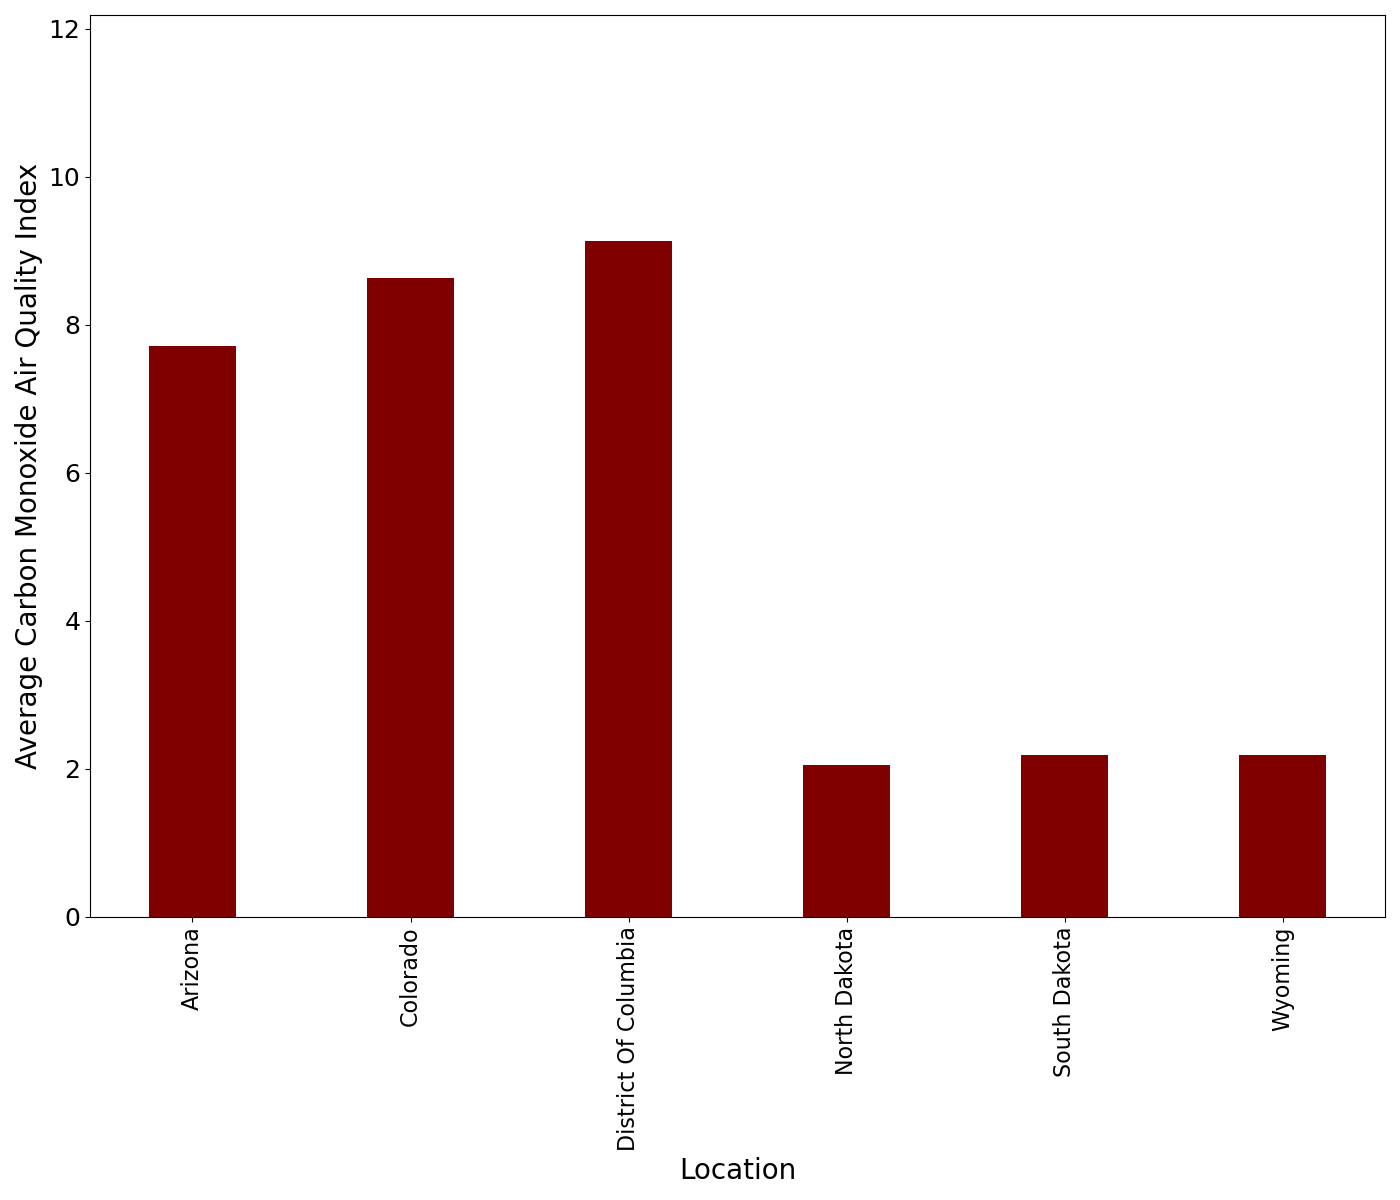 Average Carbon Monoxide Air Quality Index
12
10
8
6
4
2
0
Arizona
Colorado
District Of Columbia
North Dakota
South Dakota
Wyoming
Location